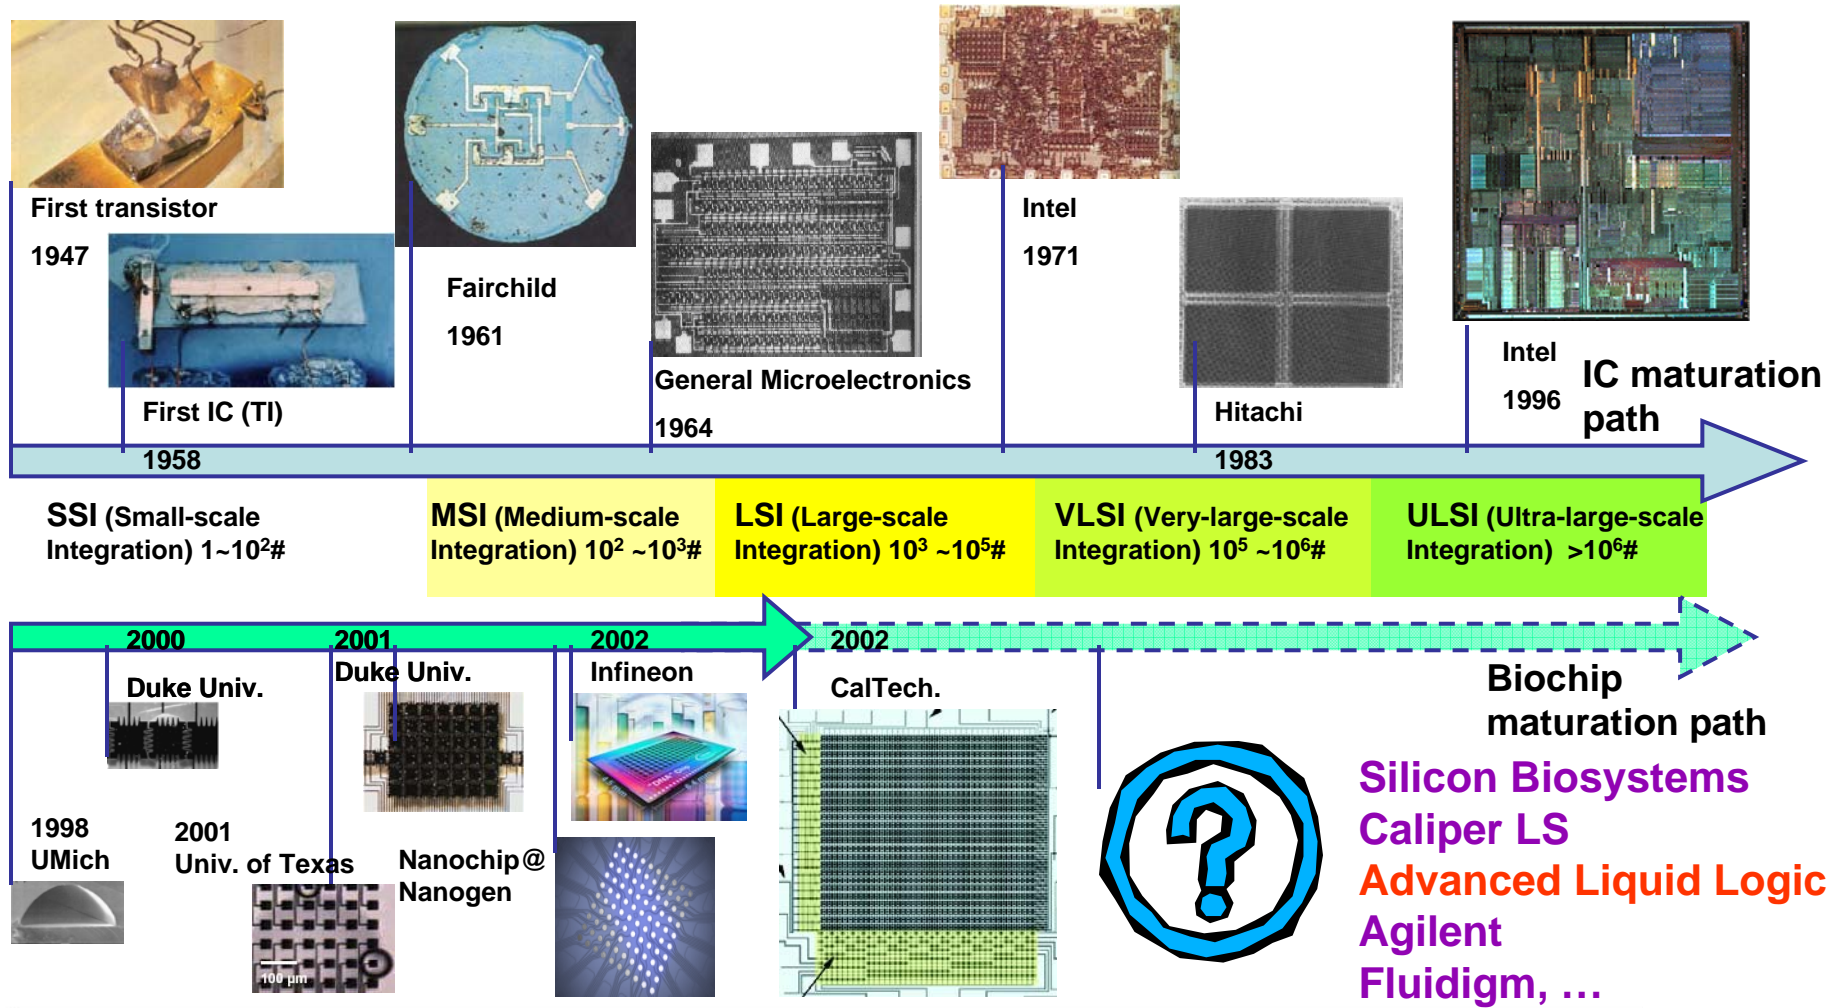 First transistor
1947
First IC (TI)
1958
Fairchild
1961
General Microelectronics
1964
Intel
1971
Hitachi
1983
Intel
1996
IC maturation
path
SSI (Small-scale
Integration) 1~10²#
MSI (Medium-scale
Integration) 10² ~10³#
LSI (Large-scale
Integration) 10³ ~10⁵#
VLSI (Very-large-scale
Integration) 10⁵ ~10⁶#
ULSI (Ultra-large-scale
Integration) >10⁶#
2000
Duke Univ.
2001
Duke Univ.
2002
Infineon
2002
CalTech.
Biochip
maturation path
1998
UMich
2001
Univ. of Texas
100 µm
Nanochip@
Nanogen
"DNA" Chip
?
Silicon Biosystems
Caliper LS
Advanced Liquid Logic
Agilent
Fluidigm, …